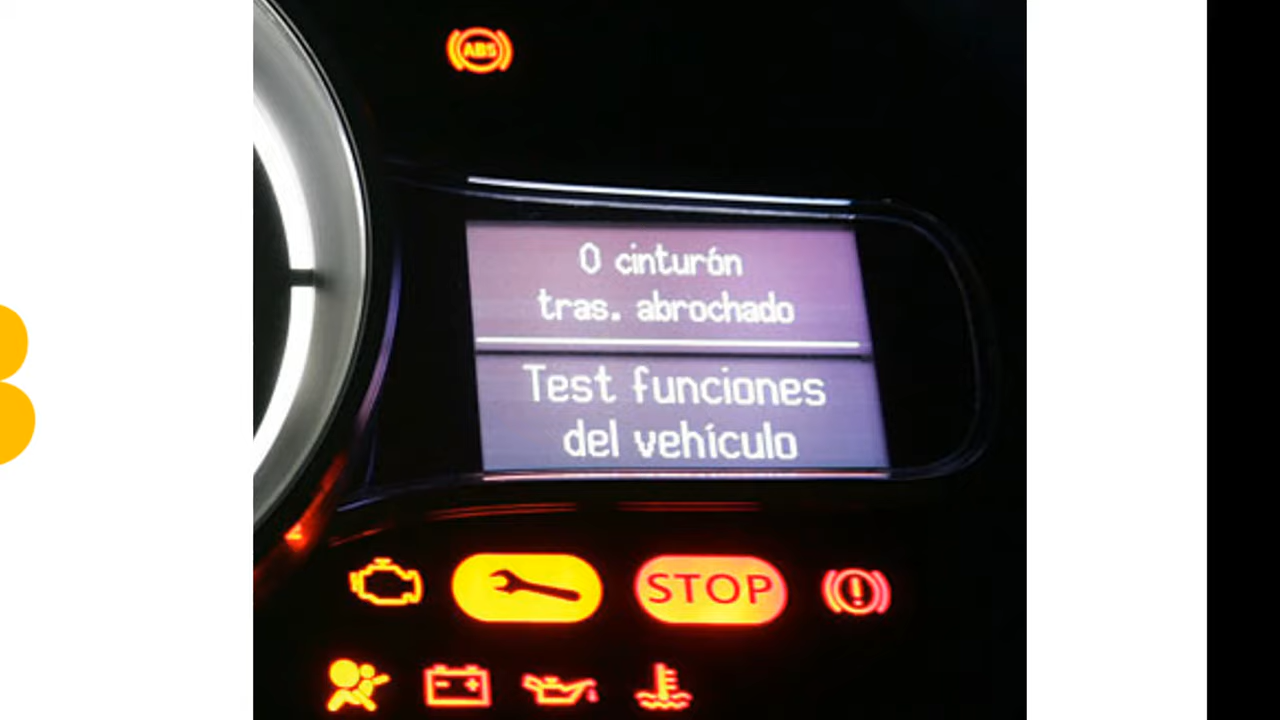 ABS
0 cinturón
tras. abrochado
Test funciones
del vehículo
STOP